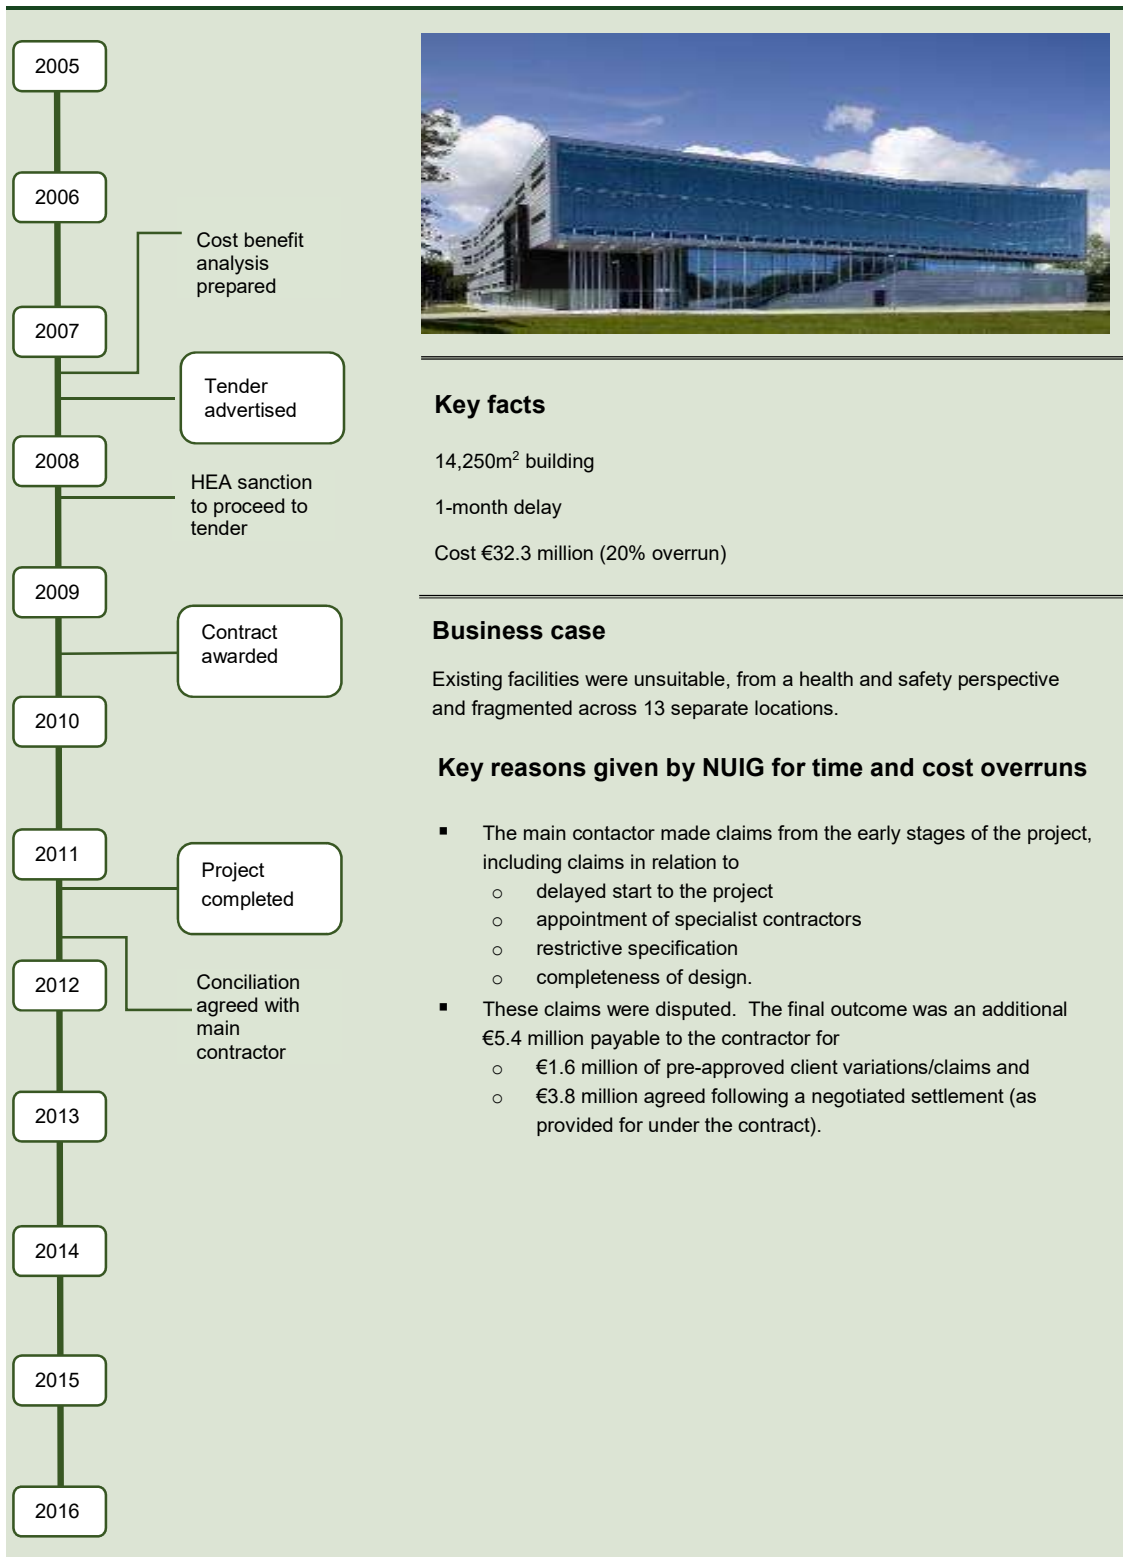 2005
2006
Cost benefit
analysis
prepared
2007
Tender
advertised
2008
HEA sanction
to proceed to
tender
2009
Contract
awarded
2010
2011
Project
completed
2012
Conciliation
agreed with
main
contractor
2013
2014
2015
2016
Key facts
14,250m² building
1-month delay
Cost €32.3 million (20% overrun)
Business case
Existing facilities were unsuitable, from a health and safety perspective
and fragmented across 13 separate locations.
Key reasons given by NUIG for time and cost overruns
▪ The main contactor made claims from the early stages of the project,
including claims in relation to
o delayed start to the project
o appointment of specialist contractors
o restrictive specification
o completeness of design.
▪ These claims were disputed. The final outcome was an additional
€5.4 million payable to the contractor for
o €1.6 million of pre-approved client variations/claims and
o €3.8 million agreed following a negotiated settlement (as
provided for under the contract).